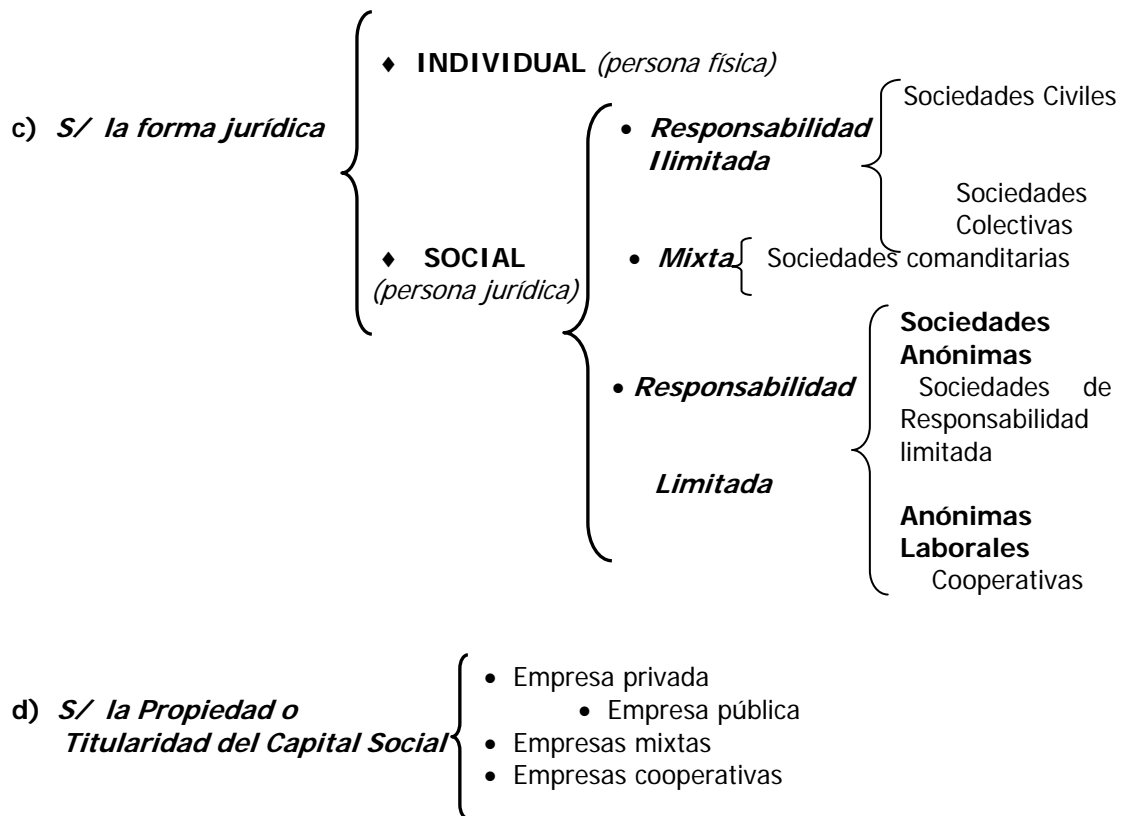 ♦ INDIVIDUAL (persona física)
c) S/ la forma jurídica
♦ SOCIAL
(persona jurídica)
• Responsabilidad
Ilimitada
Sociedades Civiles
Sociedades
Colectivas
• Mixta
Sociedades comanditarias
• Responsabilidad
Limitada
Sociedades
Anónimas
Sociedades de
Responsabilidad
limitada
Anónimas
Laborales
Cooperativas
d) S/ la Propiedad o
Titularidad del Capital Social
• Empresa privada
• Empresa pública
• Empresas mixtas
• Empresas cooperativas